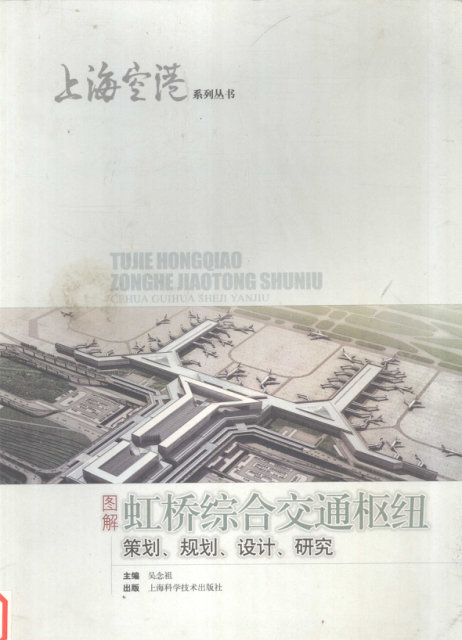 上海空港 系列丛书
TUJIE HONGQIAO
ZONGHE JIAOTONG SHUNIU
CEHUA GUIHUA SHEJI YANJIU
图解 虹桥综合交通枢纽
策划、规划、设计、研究
主编 吴念祖
出版 上海科学技术出版社